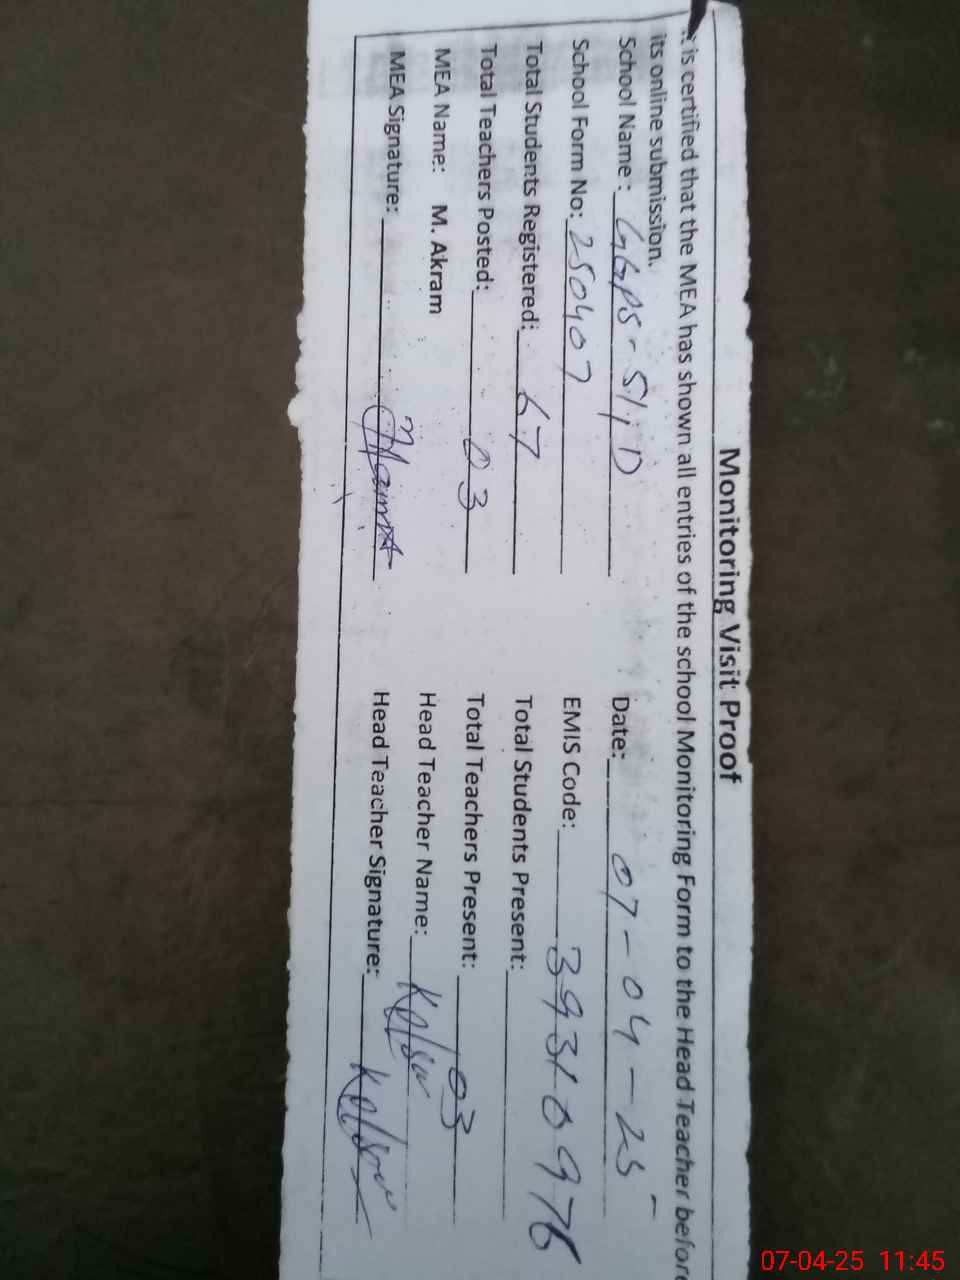 Monitoring Visit Proof
It is certified that the MEA has shown all entries of the school Monitoring Form to the Head Teacher before
its online submission.
School Name: GGPS-51/D Date: 07-04-25
School Form No: 250407 EMIS Code: 39310976
Total Students Registered: 67 Total Students Present:
Total Teachers Posted: 03 Total Teachers Present: 03
MEA Name: M. Akram Head Teacher Name:
MEA Signature: Head Teacher Signature:
07-04-25 11:45